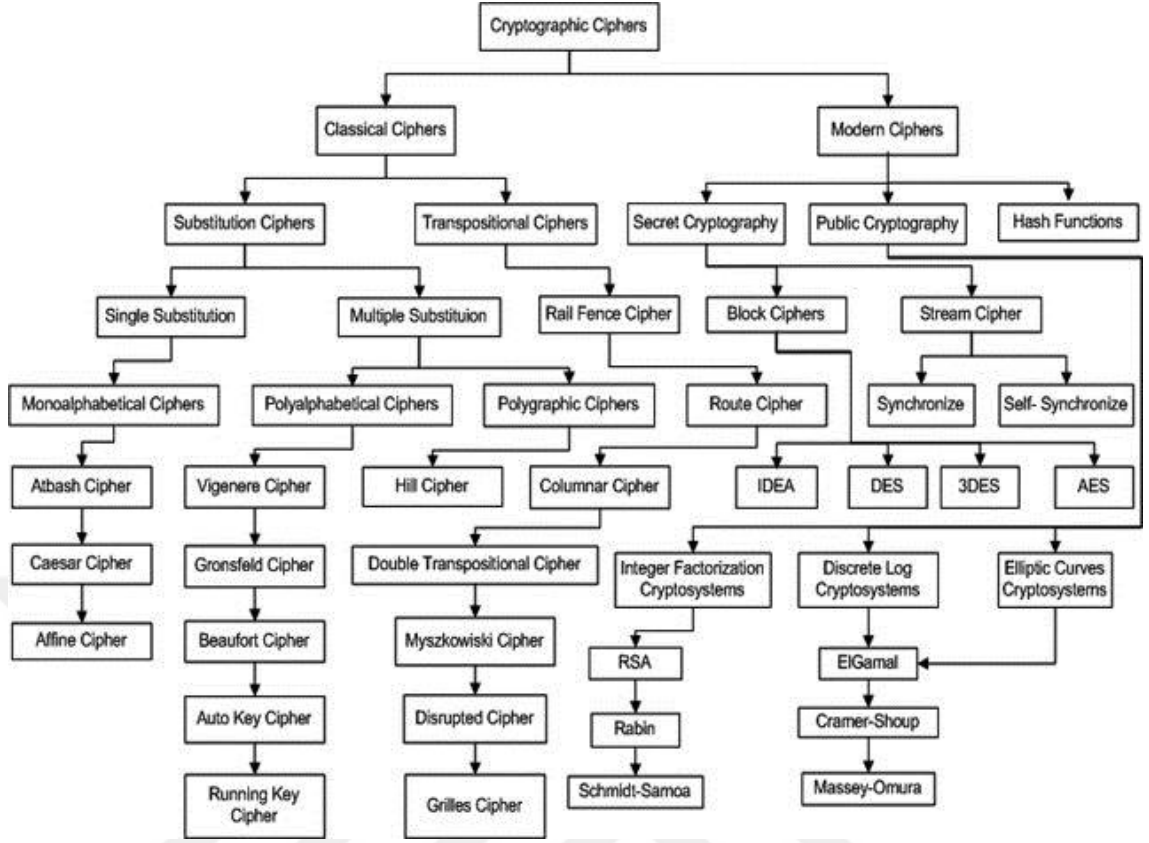 Cryptographic Ciphers
Classical Ciphers
Modern Ciphers
Substitution Ciphers
Transpositional Ciphers
Secret Cryptography
Public Cryptography
Hash Functions
Single Substitution
Multiple Substituion
Rail Fence Cipher
Block Ciphers
Stream Cipher
Monoalphabetical Ciphers
Polyalphabetical Ciphers
Polygraphic Ciphers
Route Cipher
Synchronize
Self- Synchronize
Atbash Cipher
Vigenere Cipher
Hill Cipher
Columnar Cipher
IDEA
DES
3DES
AES
Caesar Cipher
Gronsfeld Cipher
Double Transpositional Cipher
Integer Factorization
Cryptosystems
Discrete Log
Cryptosystems
Elliptic Curves
Cryptosystems
Affine Cipher
Beaufort Cipher
Myszkowiski Cipher
RSA
ElGamal
Auto Key Cipher
Disrupted Cipher
Rabin
Cramer-Shoup
Running Key
Cipher
Grilles Cipher
Schmidt-Samoa
Massey-Omura